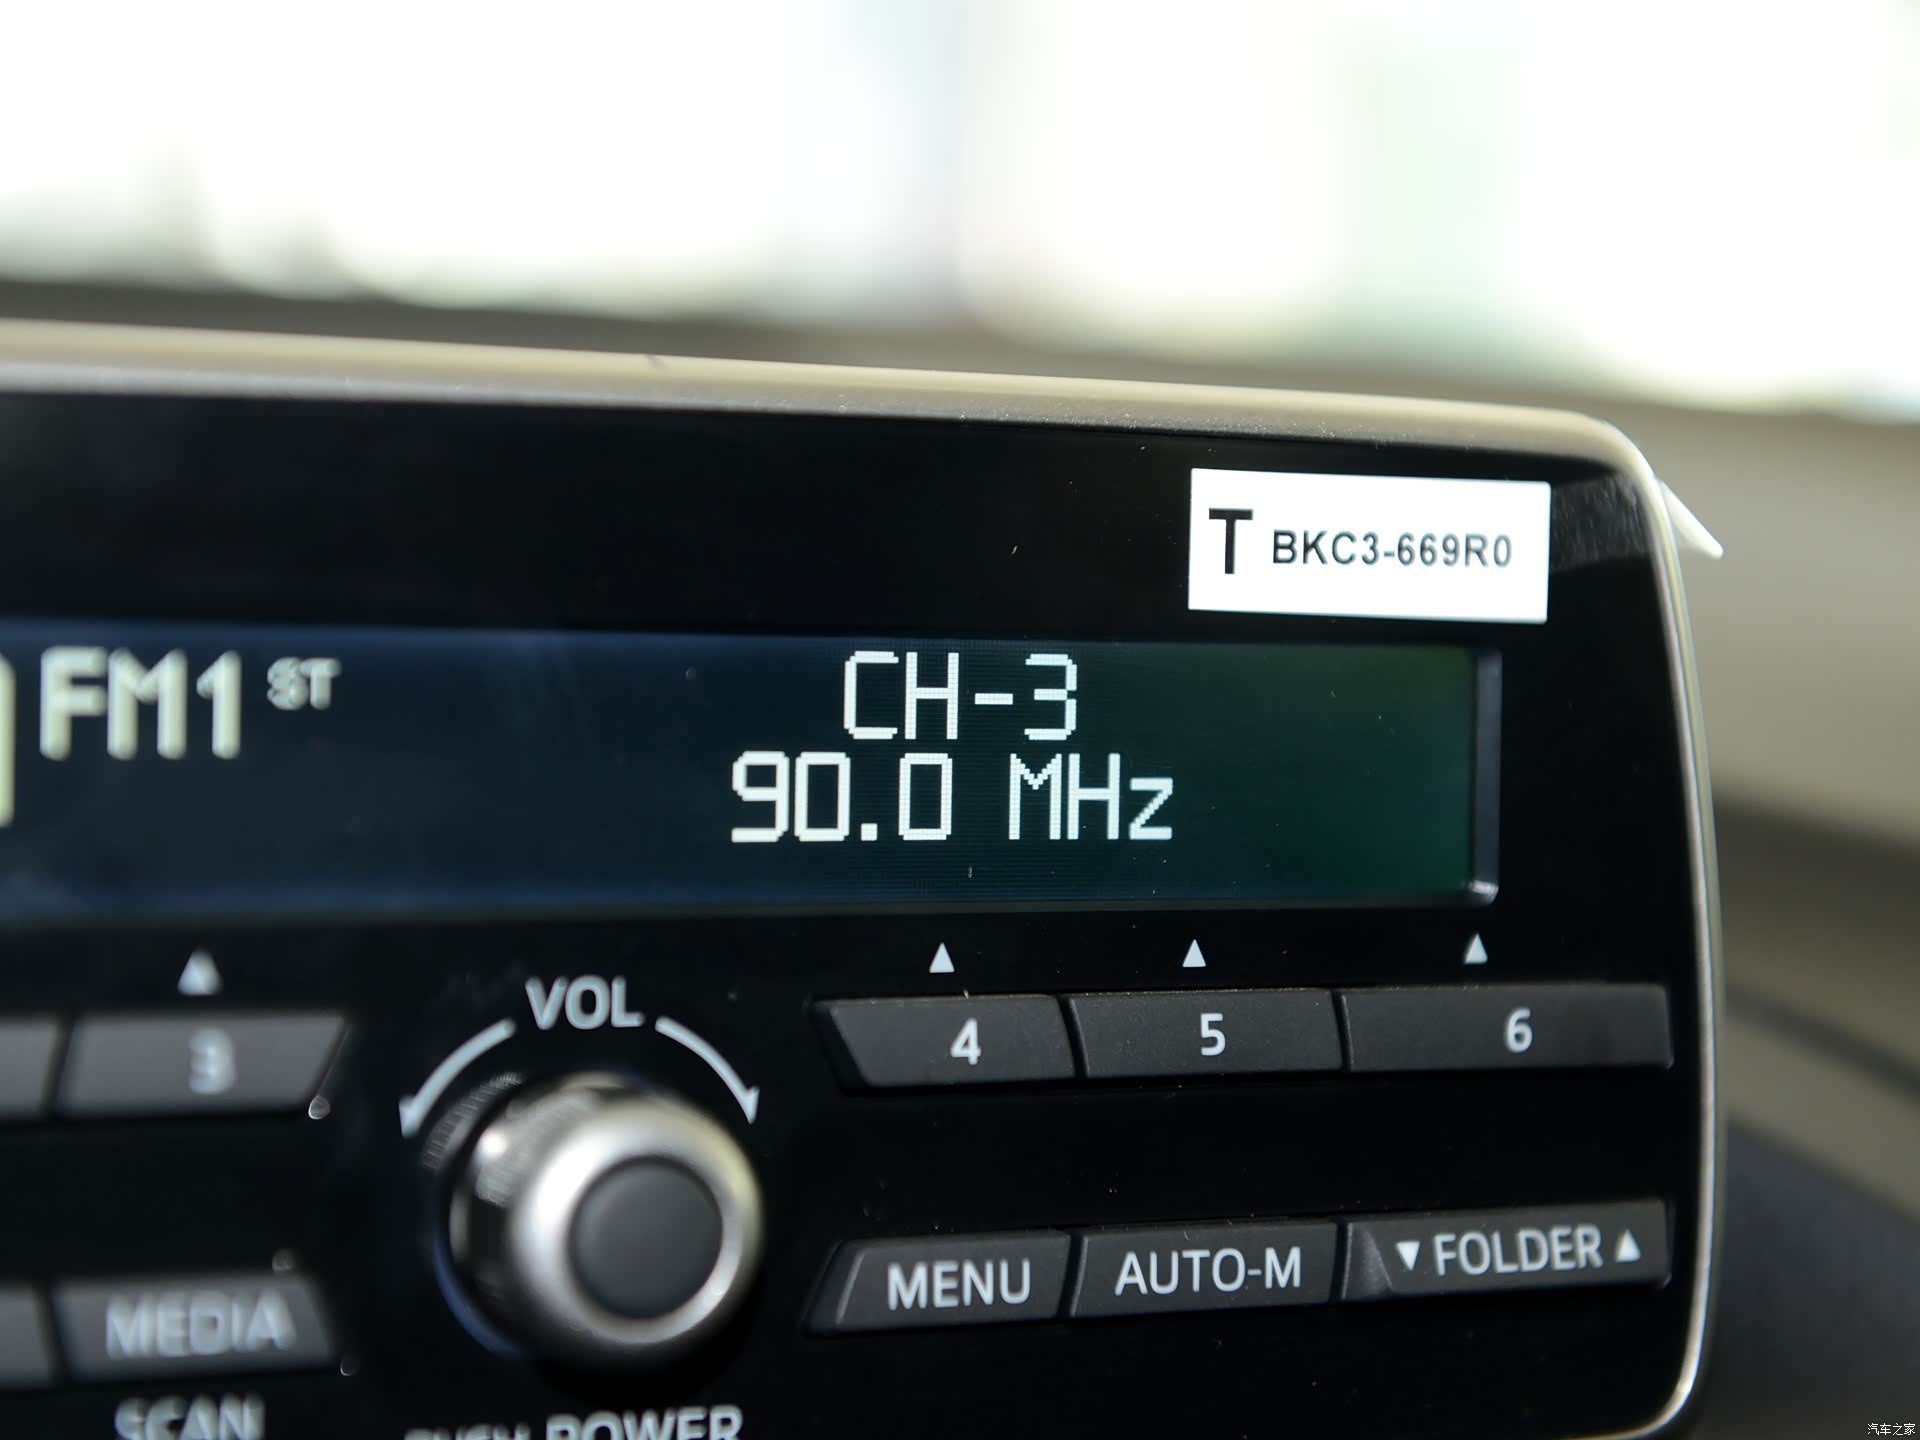 T BKC3-669R0
FM1 ST
CH-3
90.0 MHz
VOL
3
4
5
6
MENU
AUTO-M
▼ FOLDER ▲
MEDIA
SCAN
PUSH POWER
汽车之家